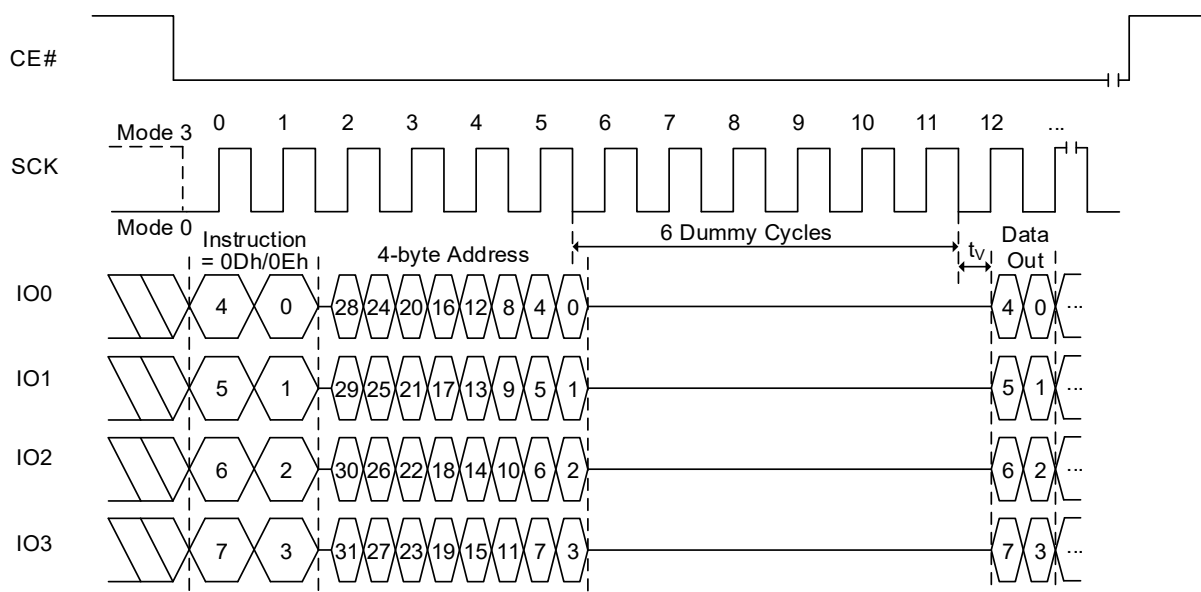 CE#
0 1 2 3 4 5 6 7 8 9 10 11 12 ...
Mode 3
SCK
Mode 0
Instruction
= 0Dh/0Eh
4-byte Address
6 Dummy Cycles
tV
Data
Out
IO0 4 0 28 24 20 16 12 8 4 0 4 0 ...
IO1 5 1 29 25 21 17 13 9 5 1 5 1 ...
IO2 6 2 30 26 22 18 14 10 6 2 6 2 ...
IO3 7 3 31 27 23 19 15 11 7 3 7 3 ...